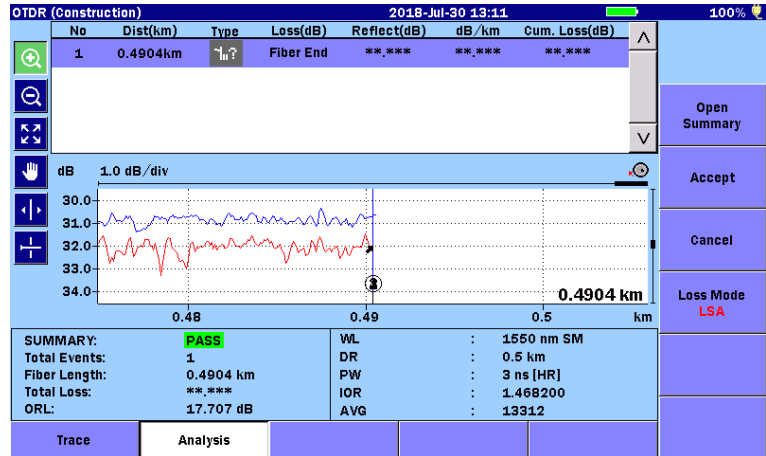 OTDR (Construction) 2018-Jul-30 13:11 100%
No Dist(km) Type Loss(dB) Reflect(dB) dB/km Cum. Loss(dB)
1 0.4904km ? Fiber End **.*** **.*** **.***
Open Summary
dB 1.0 dB/div
Accept
30.0
31.0
32.0
33.0
34.0
Cancel
2
0.4904 km
Loss Mode
LSA
0.48 0.49 0.5 km
SUMMARY: PASS
Total Events: 1
Fiber Length: 0.4904 km
Total Loss: **.***
ORL: 17.707 dB
WL : 1550 nm SM
DR : 0.5 km
PW : 3 ns [HR]
IOR : 1.468200
AVG : 13312
Trace Analysis